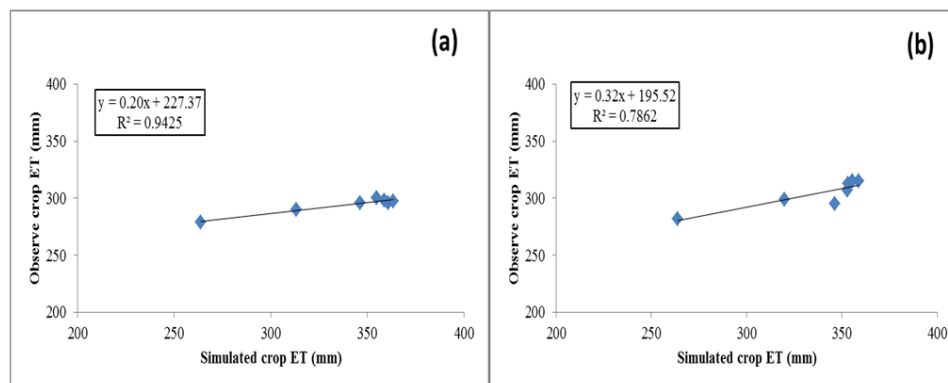 (a)
400
350
300
250
200
y = 0.20x + 227.37
R² = 0.9425
Observe crop ET (mm)
200 250 300 350 400
Simulated crop ET (mm)
(b)
400
350
300
250
200
y = 0.32x + 195.52
R² = 0.7862
Observe crop ET (mm)
200 250 300 350 400
Simulated crop ET (mm)